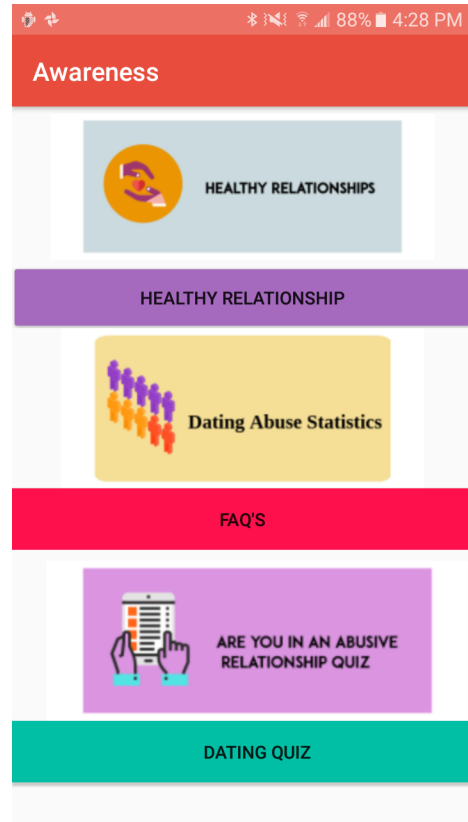 88% 4:28 PM
Awareness
HEALTHY RELATIONSHIPS
HEALTHY RELATIONSHIP
Dating Abuse Statistics
FAQ'S
ARE YOU IN AN ABUSIVE
RELATIONSHIP QUIZ
DATING QUIZ